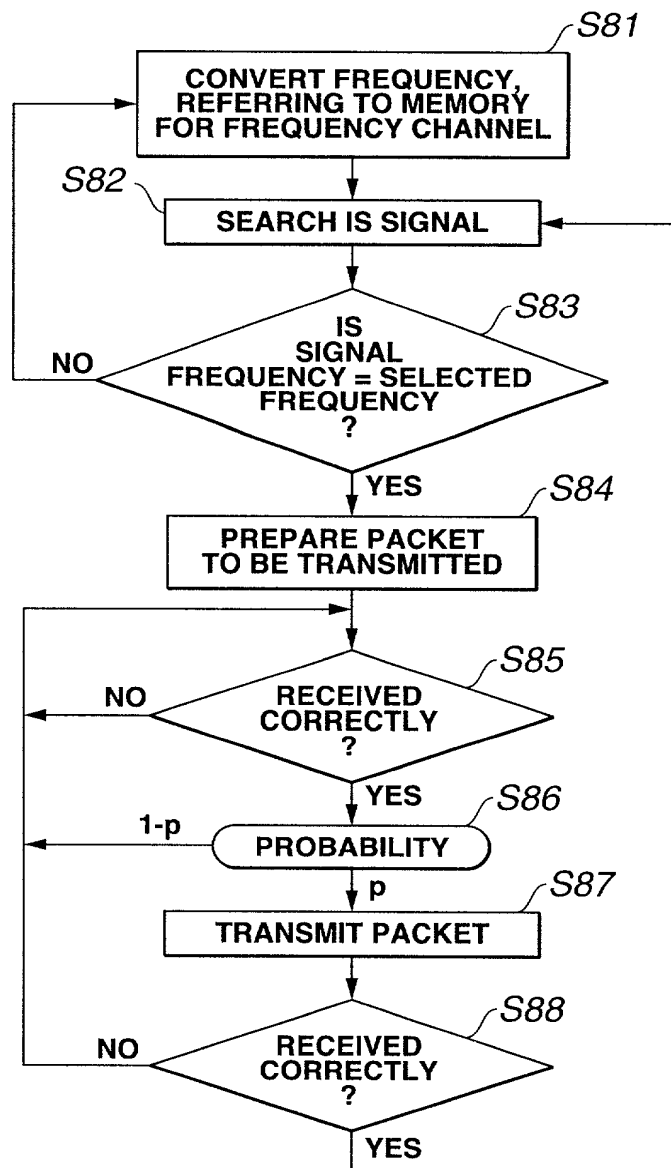 S81
CONVERT FREQUENCY,
REFERRING TO MEMORY
FOR FREQUENCY CHANNEL
S82
SEARCH IS SIGNAL
S83
IS
SIGNAL
FREQUENCY = SELECTED
FREQUENCY
?
NO
YES
S84
PREPARE PACKET
TO BE TRANSMITTED
S85
RECEIVED
CORRECTLY
?
NO
YES
S86
1-p
PROBABILITY
p
S87
TRANSMIT PACKET
S88
RECEIVED
CORRECTLY
?
NO
YES